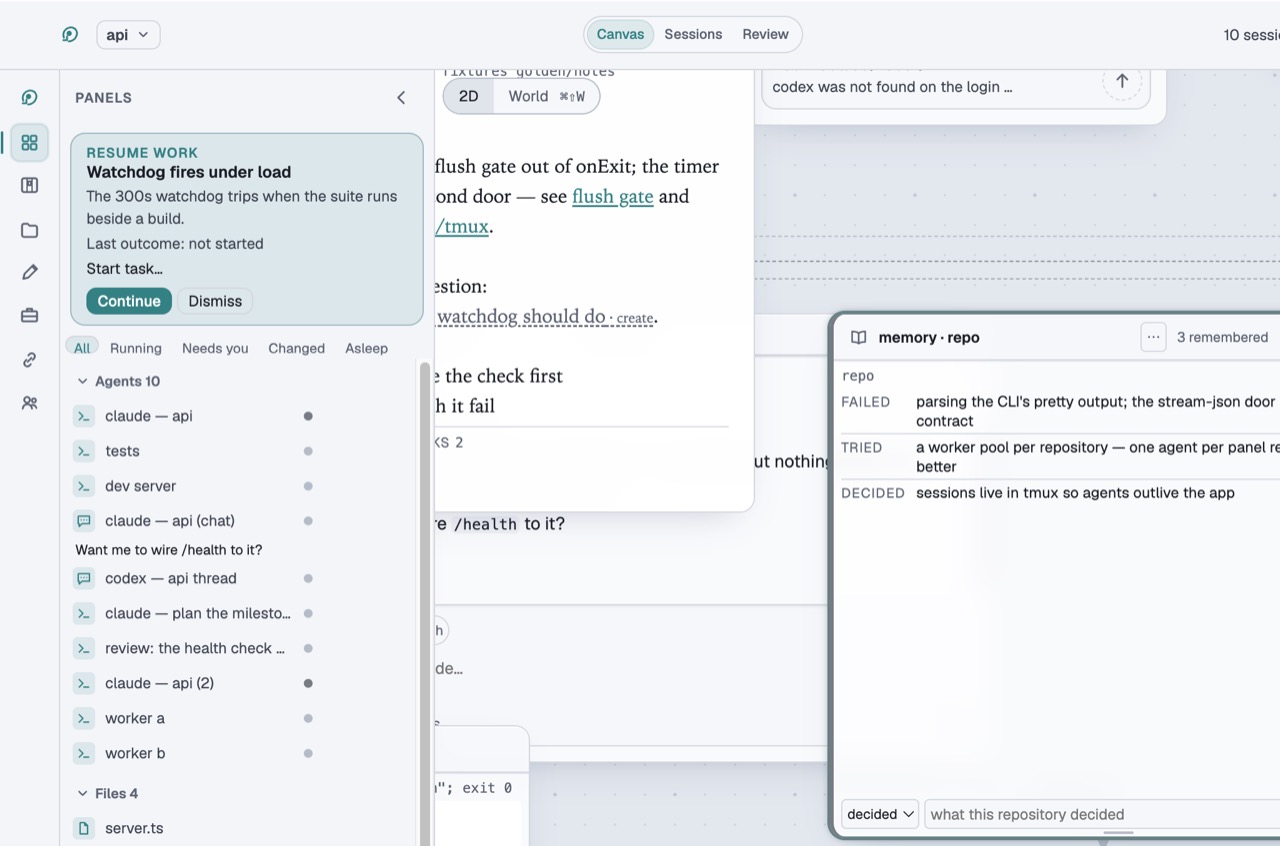 api
Canvas
Sessions
Review
10 sessi
PANELS
RESUME WORK
Watchdog fires under load
The 300s watchdog trips when the suite runs
beside a build.
Last outcome: not started
Start task…
Continue
Dismiss
All
Running
Needs you
Changed
Asleep
Agents 10
claude — api
tests
dev server
claude — api (chat)
Want me to wire /health to it?
codex — api thread
claude — plan the milesto…
review: the health check …
claude — api (2)
worker a
worker b
Files 4
server.ts
fixtures golden/notes
2D
World ⌘⇧W
flush gate out of onExit; the timer
ond door — see flush gate and
/tmux.
estion:
watchdog should do · create.
e the check first
h it fail
KS 2
ut nothing
re /health to it?
h
de…
"; exit 0
codex was not found on the login …
memory · repo
3 remembered
repo
FAILED parsing the CLI's pretty output; the stream-json door
contract
TRIED a worker pool per repository — one agent per panel re
better
DECIDED sessions live in tmux so agents outlive the app
decided
what this repository decided